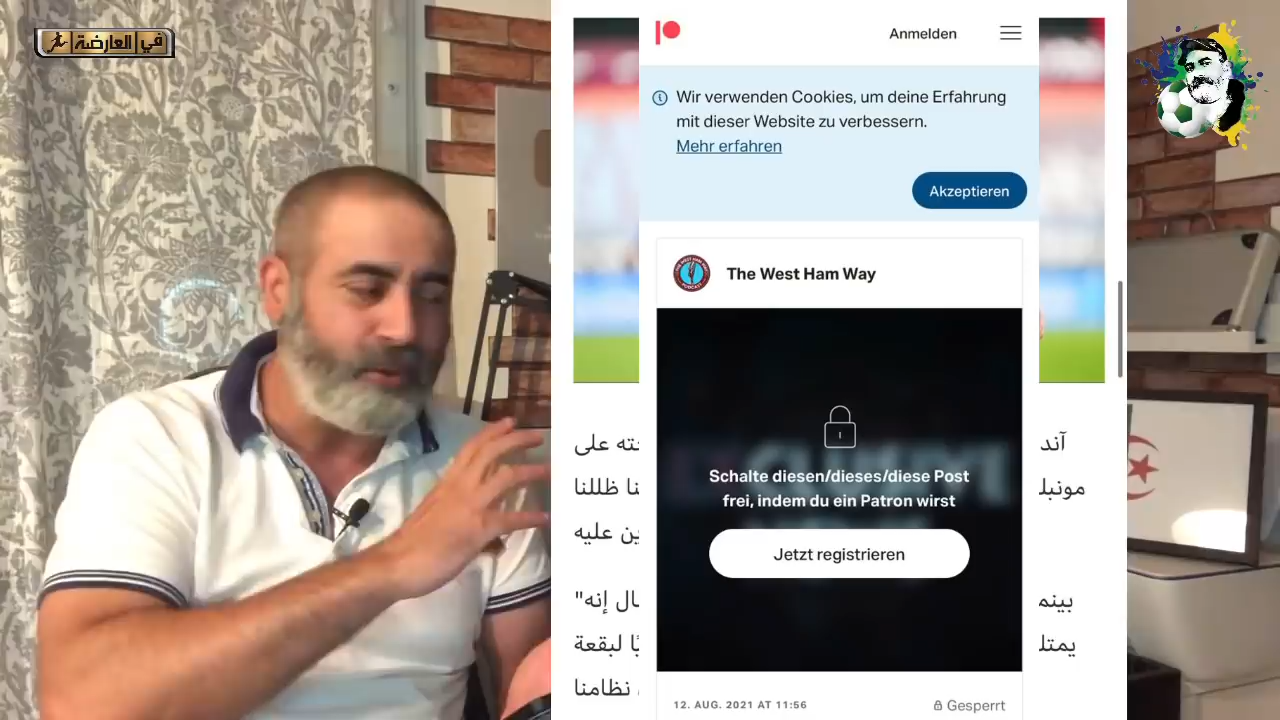 في العارضة
Anmelden
Wir verwenden Cookies, um deine Erfahrung
mit dieser Website zu verbessern.
Mehr erfahren
Akzeptieren
The West Ham Way
Schalte diesen/dieses/diese Post
frei, indem du ein Patron wirst
Jetzt registrieren
12. AUG. 2021 AT 11:56
Gesperrt
آند
مونبل
بينم
يمتل
ته على
نا ظللنا
ين عليه
ال إنه"
ا لبقعة
نظامنا